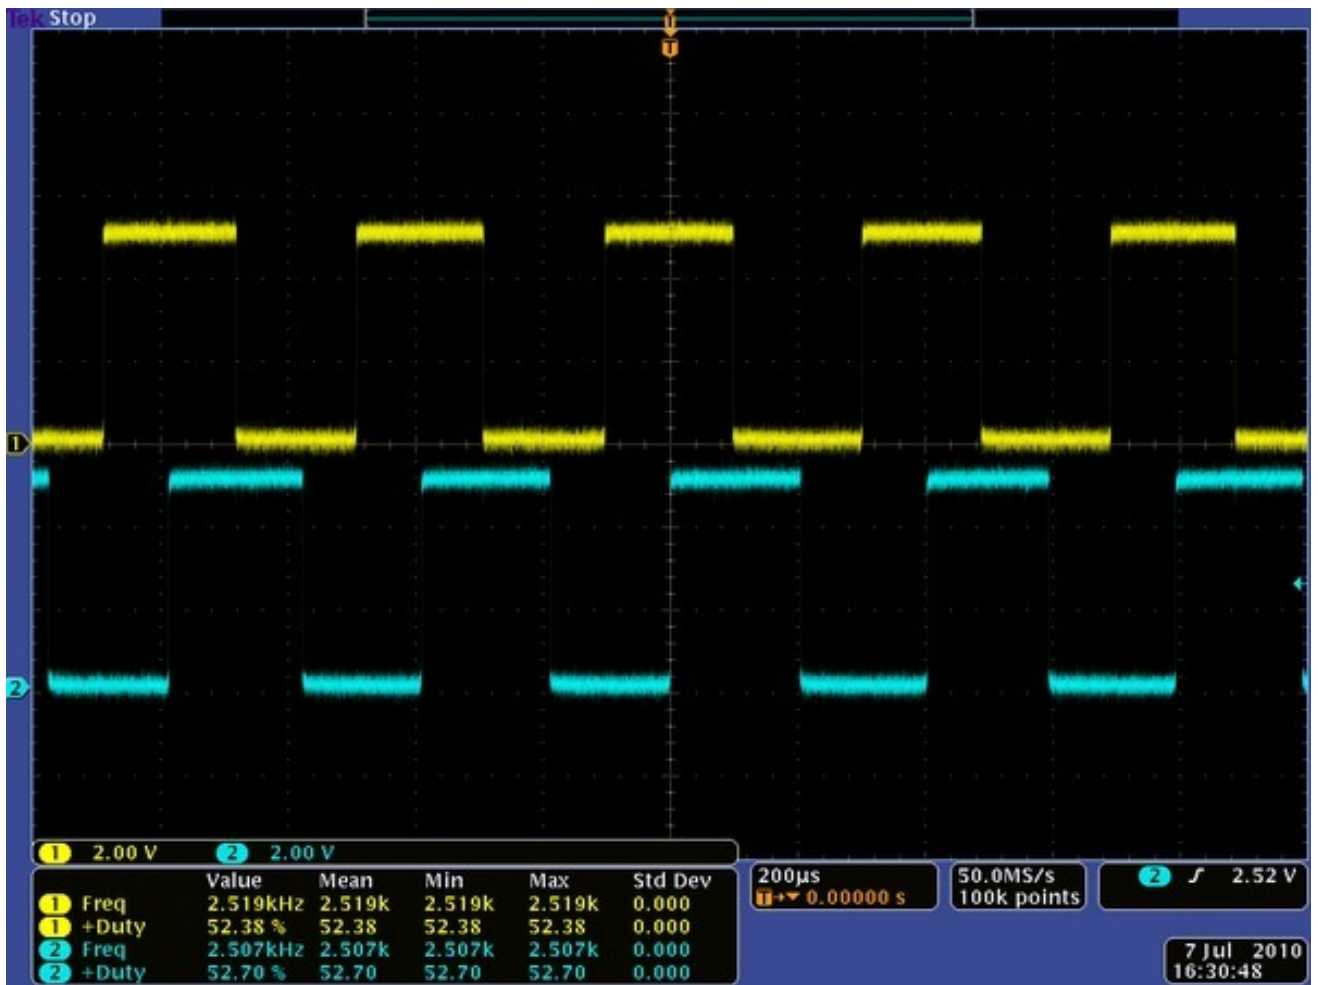 Tek Stop
T
T
1
2
1 2.00 V 2 2.00 V
Value Mean Min Max Std Dev
1 Freq 2.519kHz 2.519k 2.519k 2.519k 0.000
1 +Duty 52.38 % 52.38 52.38 52.38 0.000
2 Freq 2.507kHz 2.507k 2.507k 2.507k 0.000
2 +Duty 52.70 % 52.70 52.70 52.70 0.000
200µs
T→▼ 0.00000 s
50.0MS/s
100k points
2 ƒ 2.52 V
7 Jul 2010
16:30:48